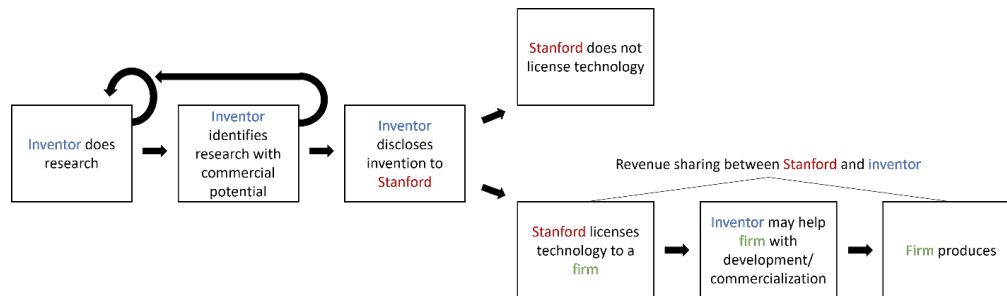 Stanford does not
license technology
Inventor does
research
Inventor
identifies
research with
commercial
potential
Inventor
discloses
invention to
Stanford
Revenue sharing between Stanford and inventor
Stanford licenses
technology to a
firm
Inventor may help
firm with
development/
commercialization
Firm produces